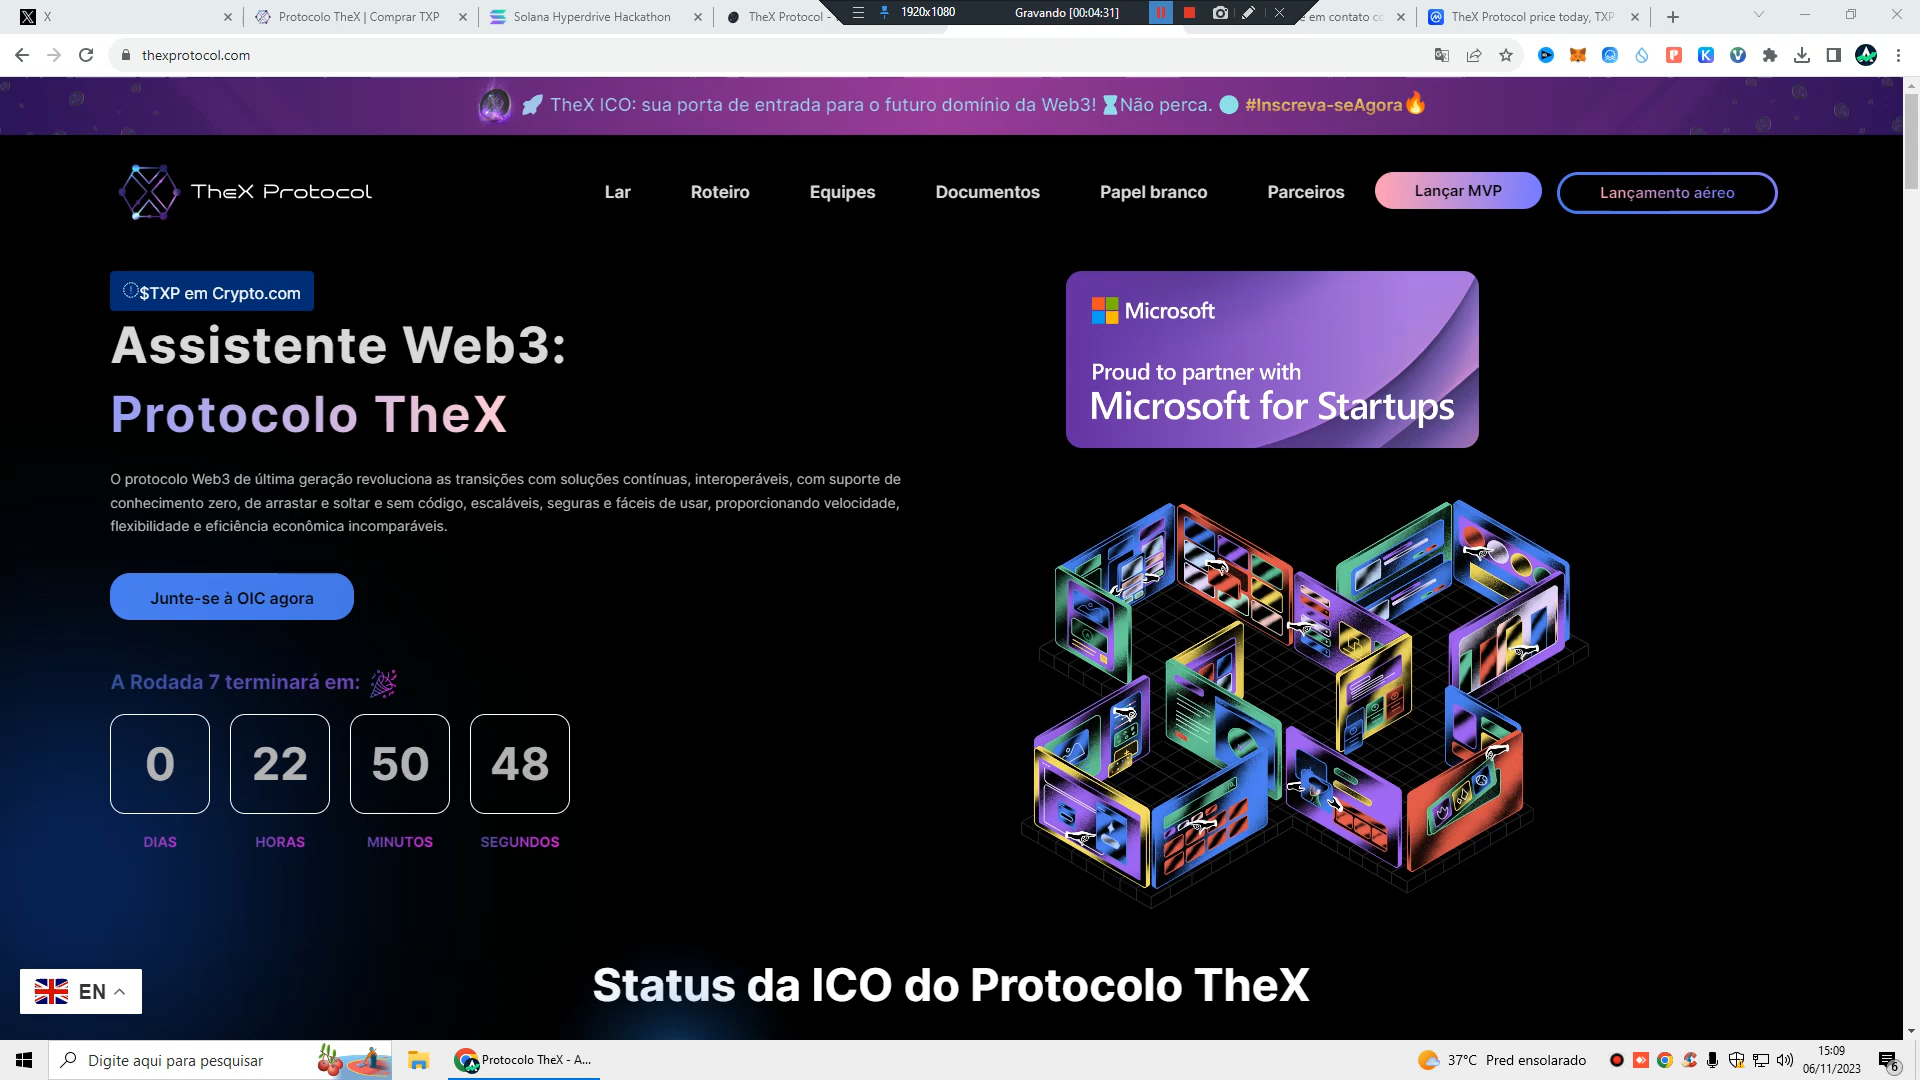 X
Protocolo TheX | Comprar TXP
Solana Hyperdrive Hackathon
TheX Protocol -
1920x1080
Gravando [00:04:31]
e em contato co
TheX Protocol price today, TXP
thexprotocol.com
TheX ICO: sua porta de entrada para o futuro domínio da Web3! Não perca. #Inscreva-seAgora
TheX Protocol
Lar
Roteiro
Equipes
Documentos
Papel branco
Parceiros
Lançar MVP
Lançamento aéreo
$TXP em Crypto.com
Assistente Web3:
Protocolo TheX
O protocolo Web3 de última geração revoluciona as transições com soluções contínuas, interoperáveis, com suporte de
conhecimento zero, de arrastar e soltar e sem código, escaláveis, seguras e fáceis de usar, proporcionando velocidade,
flexibilidade e eficiência econômica incomparáveis.
Junte-se à OIC agora
A Rodada 7 terminará em:
0
22
50
48
DIAS
HORAS
MINUTOS
SEGUNDOS
Microsoft
Proud to partner with
Microsoft for Startups
Status da ICO do Protocolo TheX
EN
Digite aqui para pesquisar
Protocolo TheX - A...
37°C Pred ensolarado
15:09
06/11/2023
6